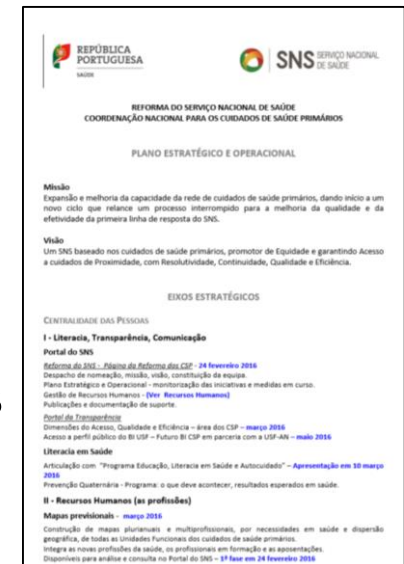 REPÚBLICA
PORTUGUESA
SAÚDE
SNS SERVIÇO NACIONAL
DE SAÚDE
REFORMA DO SERVIÇO NACIONAL DE SAÚDE
COORDENAÇÃO NACIONAL PARA OS CUIDADOS DE SAÚDE PRIMÁRIOS
PLANO ESTRATÉGICO E OPERACIONAL
Missão
Expansão e melhoria da capacidade da rede de cuidados de saúde primários, dando início a um
novo ciclo que relance um processo interrompido para a melhoria da qualidade e da
efetividade da primeira linha de resposta do SNS.
Visão
Um SNS baseado nos cuidados de saúde primários, promotor de Equidade e garantindo Acesso
a cuidados de Proximidade, com Resolutividade, Continuidade, Qualidade e Eficiência.
EIXOS ESTRATÉGICOS
CENTRALIDADE DAS PESSOAS
I - Literacia, Transparência, Comunicação
Portal do SNS
Reforma do SNS - Página da Reforma dos CSP - 24 fevereiro 2016
Despacho de nomeação, missão, visão, constituição da equipa.
Plano Estratégico e Operacional - monitorização das iniciativas e medidas em curso.
Gestão de Recursos Humanos - (Ver Recursos Humanos)
Publicações e documentação de suporte.
Portal da Transparência
Dimensões do Acesso, Qualidade e Eficiência – área dos CSP – março 2016
Acesso a perfil público do BI USF – Futuro BI CSP em parceria com a USF-AN – maio 2016
Literacia em Saúde
Articulação com "Programa Educação, Literacia em Saúde e Autocuidado" – Apresentação em 10 março
2016
Prevenção Quaternária - Programa: o que deve acontecer, resultados esperados em saúde.
II - Recursos Humanos (as profissões)
Mapas previsionais - março 2016
Construção de mapas plurianuais e multiprofissionais, por necessidades em saúde e dispersão
geográfica, de todas as Unidades Funcionais dos cuidados de saúde primários.
Integra as novas profissões da saúde, os profissionais em formação e as aposentações.
Disponíveis para análise e consulta no Portal do SNS – 1ª fase em 24 fevereiro 2016